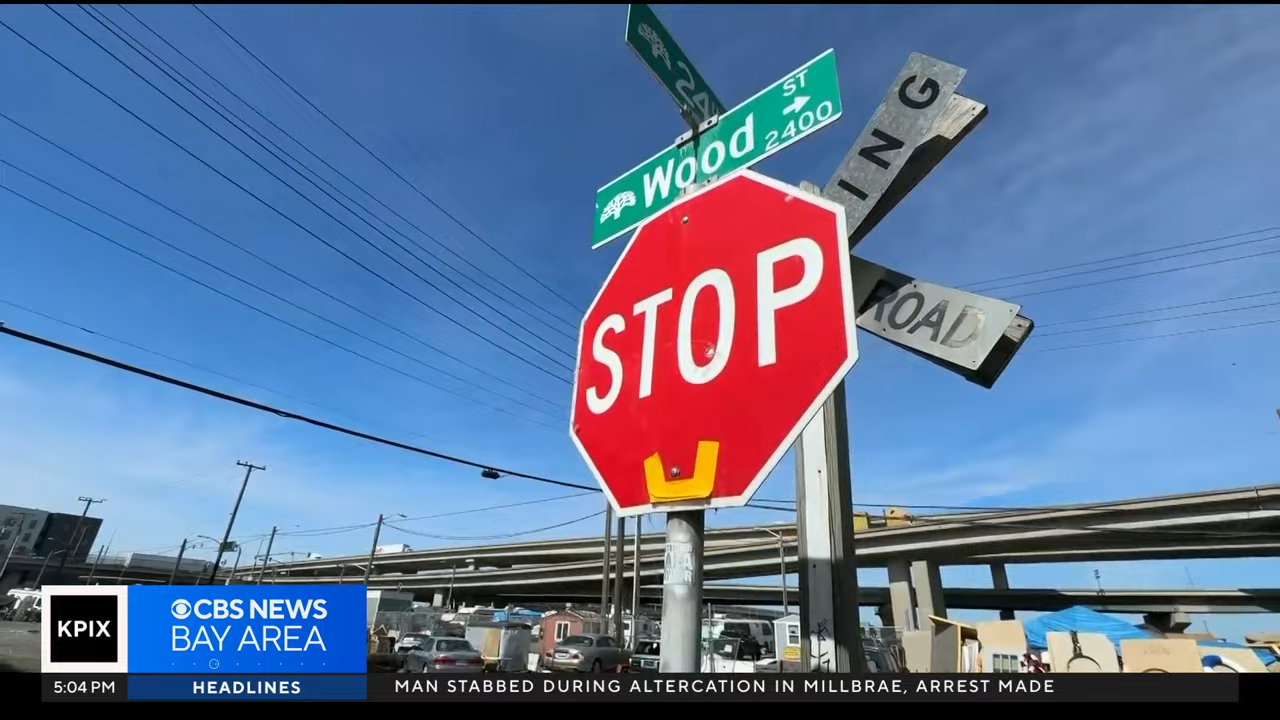 24
Wood ST
2400
STOP
ING
ROAD
KPIX
CBS NEWS
BAY AREA
5:04 PM
HEADLINES
MAN STABBED DURING ALTERCATION IN MILLBRAE, ARREST MADE